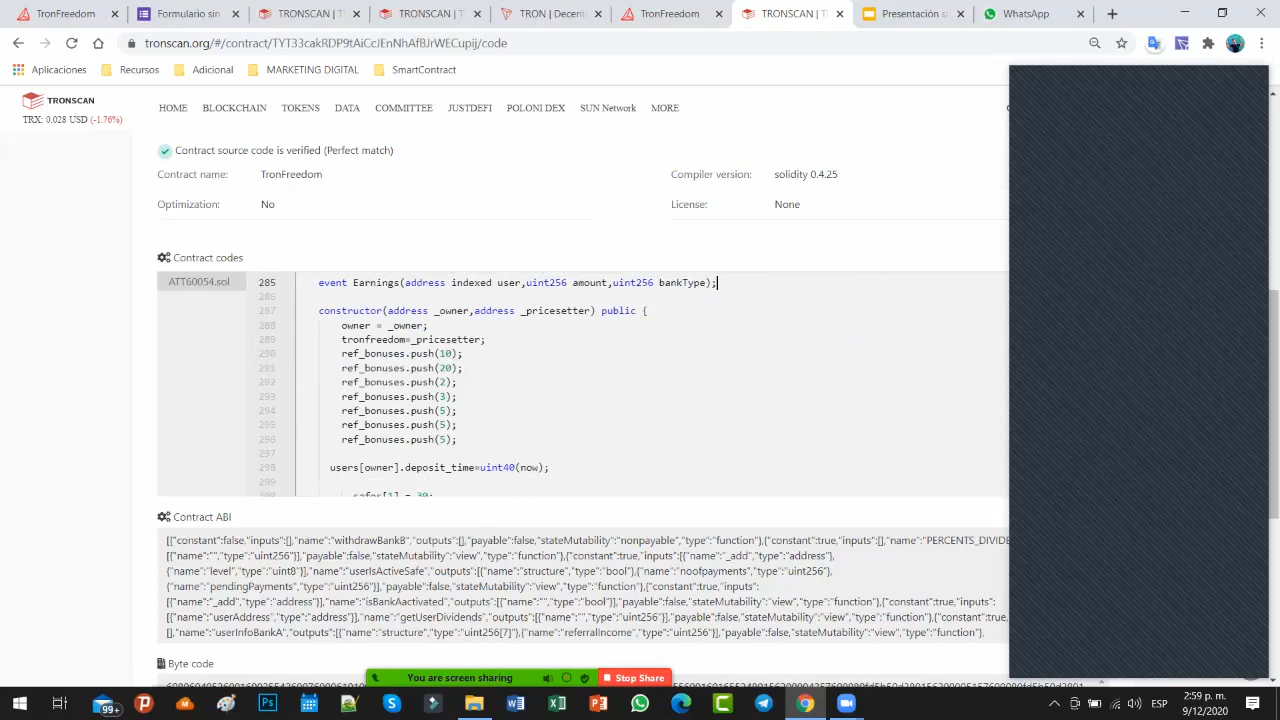 TronFreedom
Formulario sin
TRONSCAN | T
TRONSCAN | T
TRON | Decen
TronFreedom
TRONSCAN | T
Presentación s
WhatsApp
tronscan.org/#/contract/TYT33cakRDP9tAiCcJEnNhAfBJrWECupij/code
Aplicaciones
Recursos
Adicional
MARKETING DIGITAL
SmartContract
TRONSCAN
TRX: 0.028 USD (-1.76%)
HOME
BLOCKCHAIN
TOKENS
DATA
COMMITTEE
JUSTDEFI
POLONI DEX
SUN Network
MORE
Contract source code is verified (Perfect match)
Contract name: TronFreedom
Compiler version: solidity 0.4.25
Optimization: No
License: None
Contract codes
ATT60054.sol
285 event Earnings(address indexed user,uint256 amount,uint256 bankType);
286
287 constructor(address _owner,address _pricesetter) public {
288 owner = _owner;
289 tronfreedom=_pricesetter;
290 ref_bonuses.push(10);
291 ref_bonuses.push(20);
292 ref_bonuses.push(2);
293 ref_bonuses.push(3);
294 ref_bonuses.push(5);
295 ref_bonuses.push(5);
296 ref_bonuses.push(5);
297
298 users[owner].deposit_time=uint40(now);
299
safes[1] = 30;
Contract ABI
[{"constant":false,"inputs":[],"name":"withdrawBankB","outputs":[],"payable":false,"stateMutability":"nonpayable","type":"function"},{"constant":true,"inputs":[],"name":"PERCENTS_DIVIDE
[{"name":"","type":"uint256"}],"payable":false,"stateMutability":"view","type":"function"},{"constant":true,"inputs":[{"name":"_add","type":"address"},
{"name":"level","type":"uint8"}],"name":"userIsActiveSafe","outputs":[{"name":"structure","type":"bool"},{"name":"noofpayments","type":"uint256"},
{"name":"pendingPayments","type":"uint256"}],"payable":false,"stateMutability":"view","type":"function"},{"constant":true,"inputs":
[{"name":"_add","type":"address"}],"name":"isBankAactivated","outputs":[{"name":"","type":"bool"}],"payable":false,"stateMutability":"view","type":"function"},{"constant":true,"inputs":
[{"name":"userAddress","type":"address"}],"name":"getUserDividends","outputs":[{"name":"","type":"uint256"}],"payable":false,"stateMutability":"view","type":"function"},{"constant":true,
[],"name":"userInfoBankA","outputs":[{"name":"structure","type":"uint256[7]"},{"name":"referralIncome","type":"uint256"}],"payable":false,"stateMutability":"view","type":"function"},
Byte code
You are screen sharing
Stop Share
99+
ESP
2:59 p. m.
9/12/2020